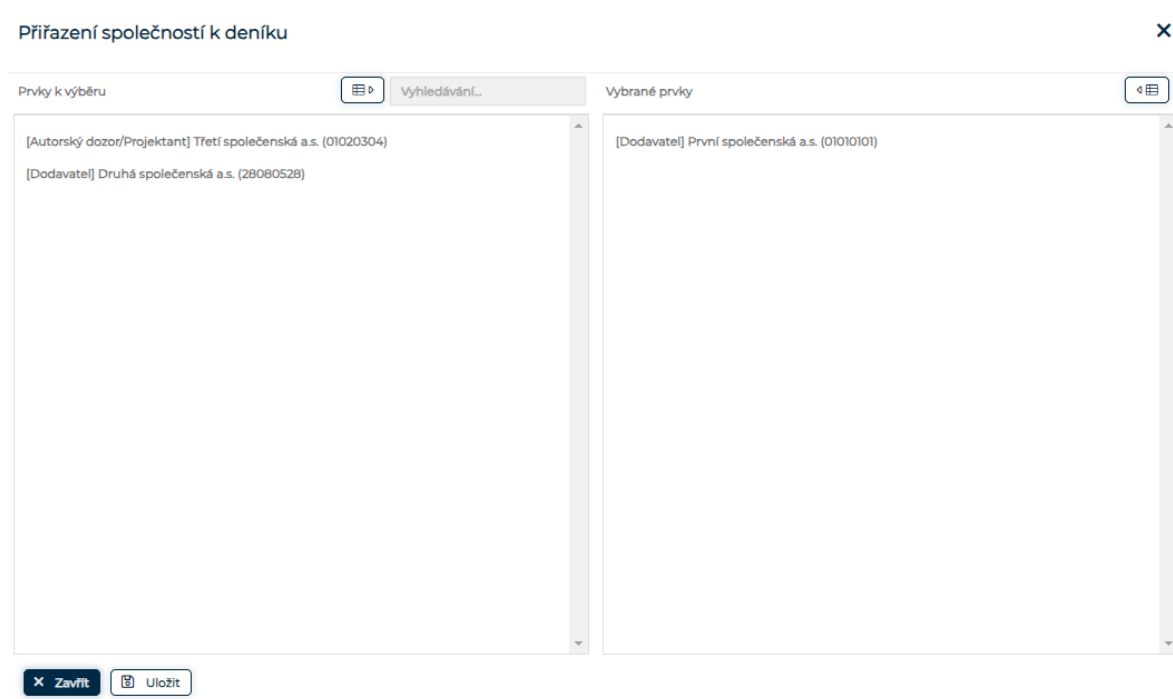 Přiřazení společností k deníku
Prvky k výběru
Vyhledávání...
Vybrané prvky
[Autorský dozor/Projektant] Třetí společenská a.s. (01020304)
[Dodavatel] Druhá společenská a.s. (28080528)
[Dodavatel] První společenská a.s. (01010101)
Zavřít
Uložit